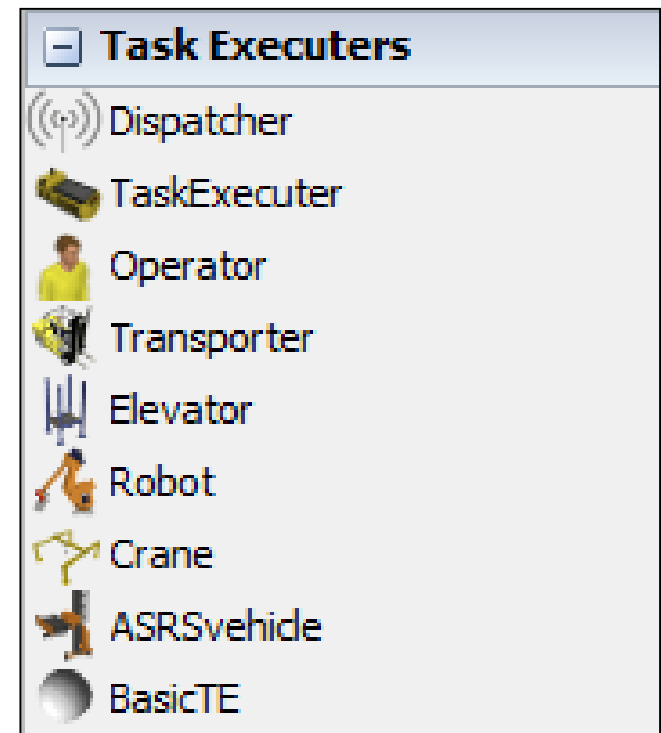 Task Executers
Dispatcher
TaskExecuter
Operator
Transporter
Elevator
Robot
Crane
ASRSvehicle
BasicTE